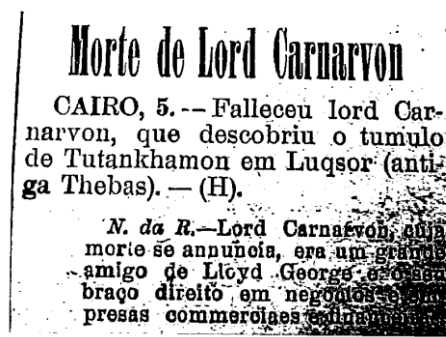 Morte de Lord Carnarvon
CAIRO, 5. -- Falleceu lord Car-
narvon, que descobriu o tumulo
de Tutankhamon em Luqsor (anti-
ga Thebas). — (H).
N. da R.—Lord Carnarvon, cuja
morte se annuncia, era um grande
amigo de Lloyd George e o seu
braço direito em negocios e em-
presas commerciaes